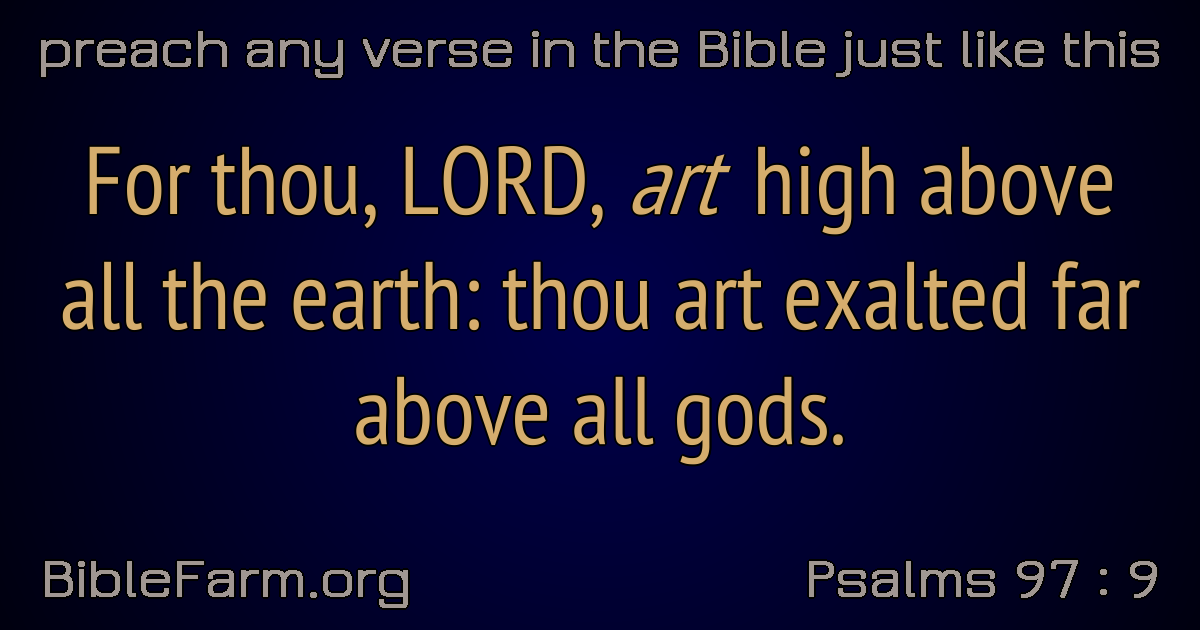 preach any verse in the Bible just like this
For thou, LORD, art high above
all the earth: thou art exalted far
above all gods.
BibleFarm.org
Psalms 97 : 9